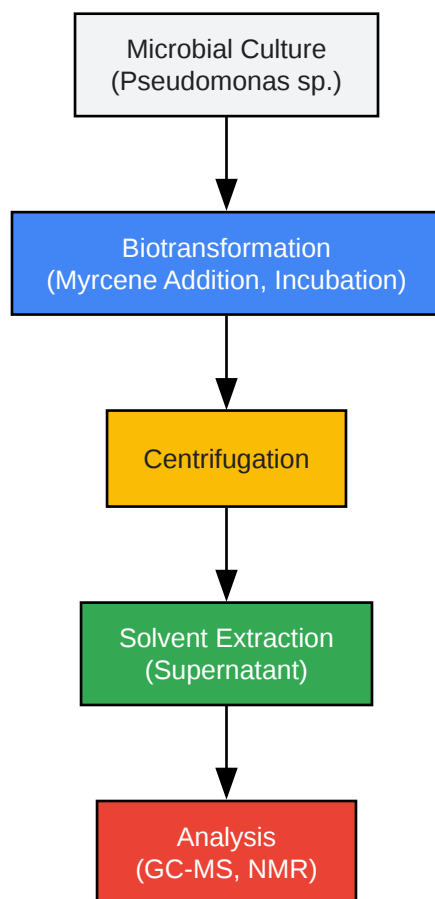 Microbial Culture
(Pseudomonas sp.)
Biotransformation
(Myrcene Addition, Incubation)
Centrifugation
Solvent Extraction
(Supernatant)
Analysis
(GC-MS, NMR)